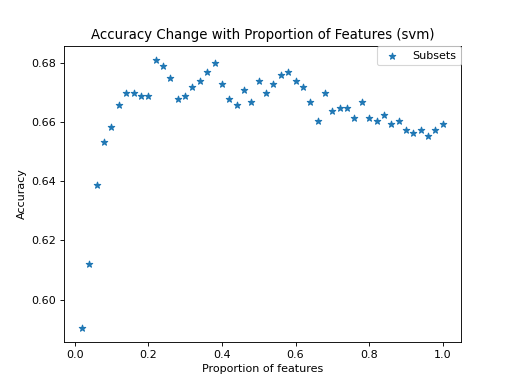 Accuracy Change with Proportion of Features (svm)
Subsets
0.68
0.66
0.64
0.62
0.60
Accuracy
0.0 0.2 0.4 0.6 0.8 1.0
Proportion of features